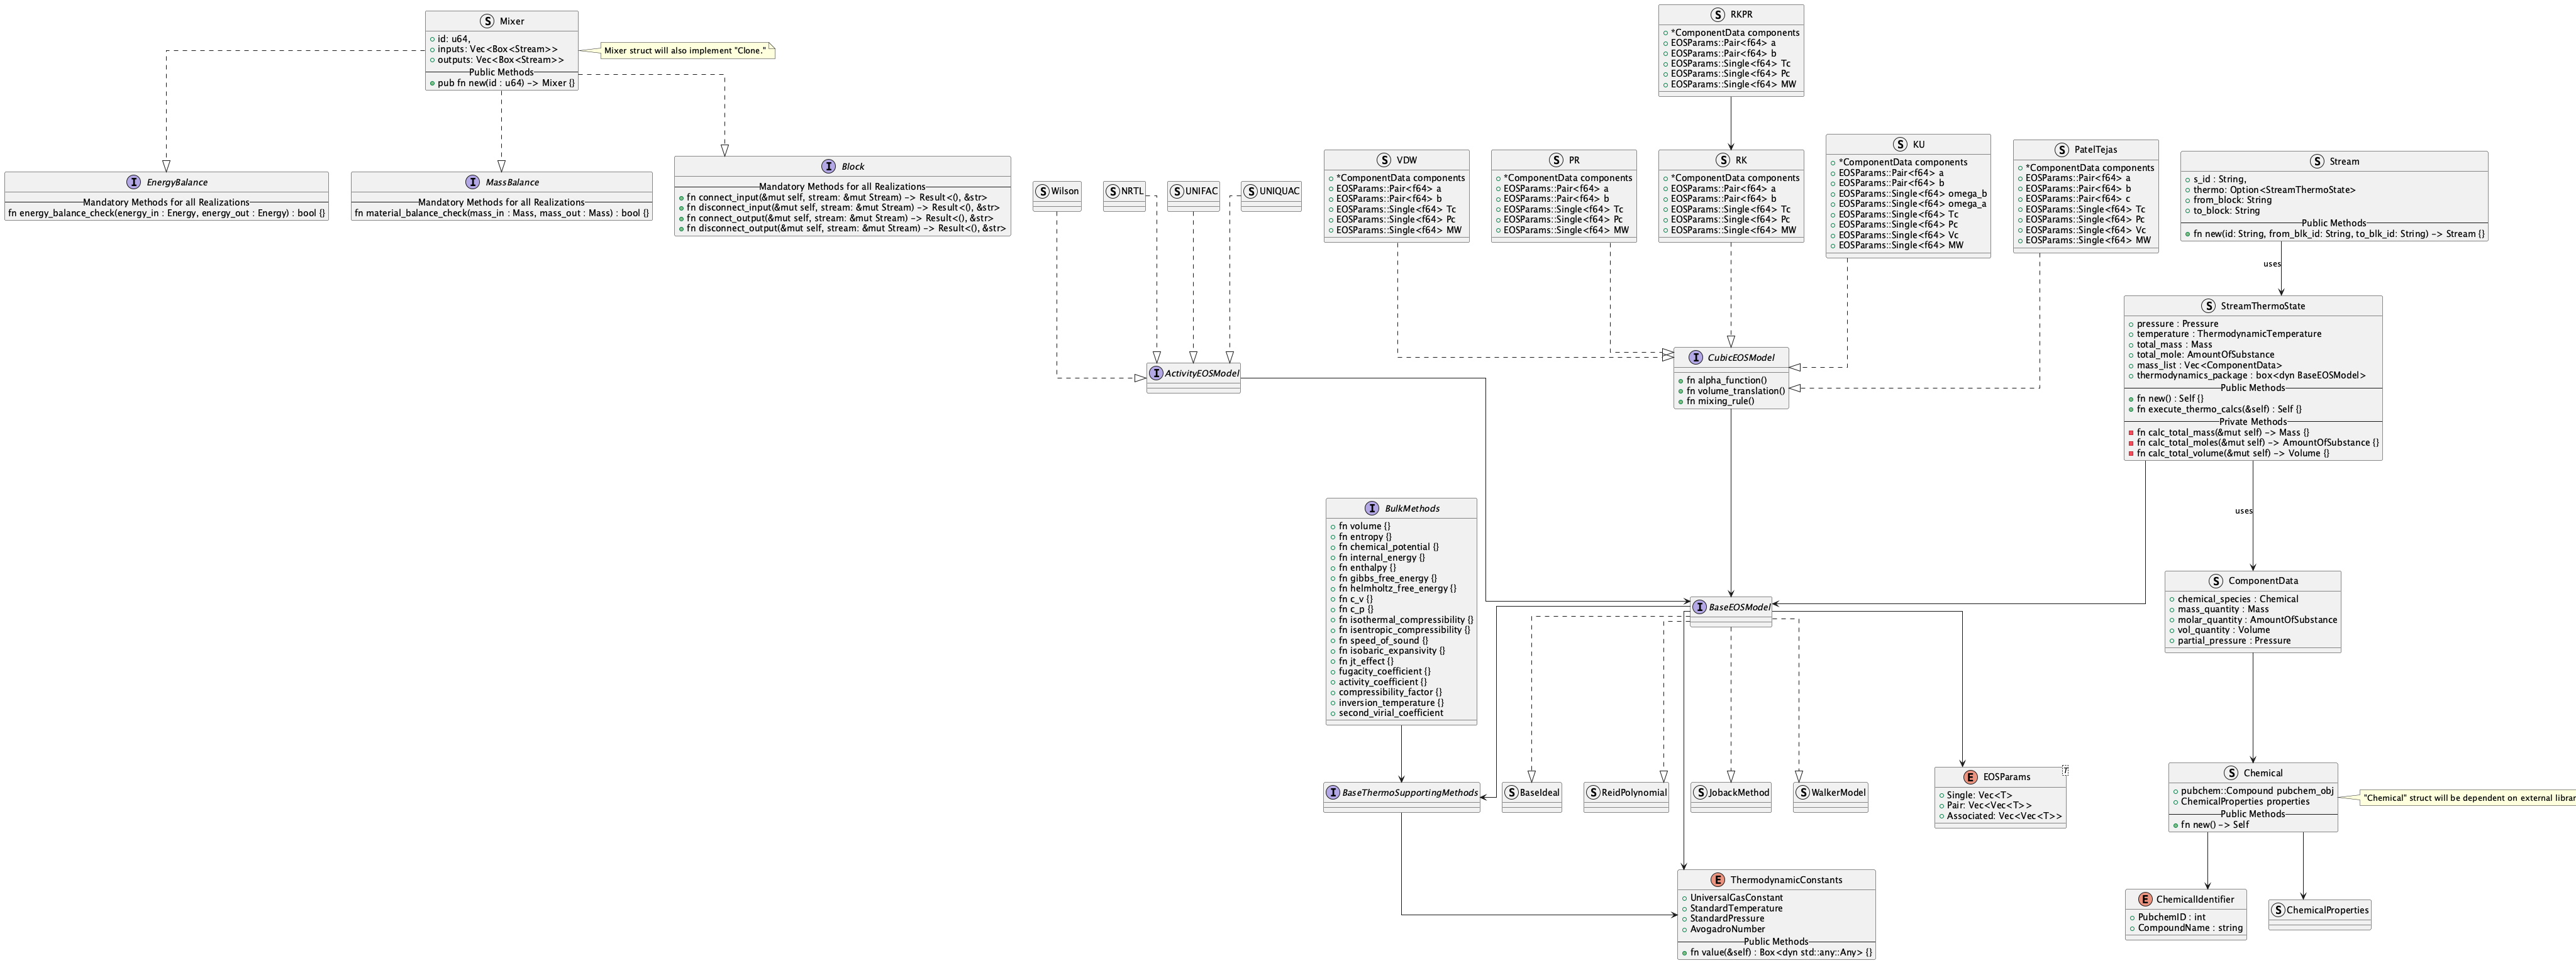 S Mixer
id: u64,
inputs: Vec<Box<Stream>>
outputs: Vec<Box<Stream>>
Public Methods
pub fn new(id : u64) -> Mixer {}
Mixer struct will also implement "Clone."
I EnergyBalance
Mandatory Methods for all Realizations
fn energy_balance_check(energy_in : Energy, energy_out : Energy) : bool {}
I MassBalance
Mandatory Methods for all Realizations
fn material_balance_check(mass_in : Mass, mass_out : Mass) : bool {}
I Block
Mandatory Methods for all Realizations
fn connect_input(&mut self, stream: &mut Stream) -> Result<(), &str>
fn disconnect_input(&mut self, stream: &mut Stream) -> Result<(), &str>
fn connect_output(&mut self, stream: &mut Stream) -> Result<(), &str>
fn disconnect_output(&mut self, stream: &mut Stream) -> Result<(), &str>
S Wilson
S NRTL
S UNIFAC
S UNIQUAC
I ActivityEOSModel
S RKPR
*ComponentData components
EOSParams::Pair<f64> a
EOSParams::Pair<f64> b
EOSParams::Single<f64> Tc
EOSParams::Single<f64> Pc
EOSParams::Single<f64> MW
S VDW
*ComponentData components
EOSParams::Pair<f64> a
EOSParams::Pair<f64> b
EOSParams::Single<f64> Tc
EOSParams::Single<f64> Pc
EOSParams::Single<f64> MW
S PR
*ComponentData components
EOSParams::Pair<f64> a
EOSParams::Pair<f64> b
EOSParams::Single<f64> Tc
EOSParams::Single<f64> Pc
EOSParams::Single<f64> MW
S RK
*ComponentData components
EOSParams::Pair<f64> a
EOSParams::Pair<f64> b
EOSParams::Single<f64> Tc
EOSParams::Single<f64> Pc
EOSParams::Single<f64> MW
S KU
*ComponentData components
EOSParams::Pair<f64> a
EOSParams::Pair<f64> b
EOSParams::Single<f64> omega_b
EOSParams::Single<f64> omega_a
EOSParams::Single<f64> Tc
EOSParams::Single<f64> Pc
EOSParams::Single<f64> Vc
EOSParams::Single<f64> MW
S PatelTejas
*ComponentData components
EOSParams::Pair<f64> a
EOSParams::Pair<f64> b
EOSParams::Pair<f64> c
EOSParams::Single<f64> Tc
EOSParams::Single<f64> Pc
EOSParams::Single<f64> Vc
EOSParams::Single<f64> MW
S Stream
s_id : String,
thermo: Option<StreamThermoState>
from_block: String
to_block: String
Public Methods
fn new(id: String, from_blk_id: String, to_blk_id: String) -> Stream {}
uses
S StreamThermoState
pressure : Pressure
temperature : ThermodynamicTemperature
total_mass : Mass
total_mole: AmountOfSubstance
mass_list : Vec<ComponentData>
thermodynamics_package : box<dyn BaseEOSModel>
Public Methods
fn new() : Self {}
fn execute_thermo_calcs(&self) : Self {}
Private Methods
fn calc_total_mass(&mut self) -> Mass {}
fn calc_total_moles(&mut self) -> AmountOfSubstance {}
fn calc_total_volume(&mut self) -> Volume {}
I CubicEOSModel
fn alpha_function()
fn volume_translation()
fn mixing_rule()
I BulkMethods
fn volume {}
fn entropy {}
fn chemical_potential {}
fn internal_energy {}
fn enthalpy {}
fn gibbs_free_energy {}
fn helmholtz_free_energy {}
fn c_v {}
fn c_p {}
fn isothermal_compressibility {}
fn isentropic_compressibility {}
fn speed_of_sound {}
fn isobaric_expansivity {}
fn jt_effect {}
fugacity_coefficient {}
activity_coefficient {}
compressibility_factor {}
inversion_temperature {}
second_virial_coefficient
uses
I BaseEOSModel
S ComponentData
chemical_species : Chemical
mass_quantity : Mass
molar_quantity : AmountOfSubstance
vol_quantity : Volume
partial_pressure : Pressure
I BaseThermoSupportingMethods
S BaseIdeal
S ReidPolynomial
S JobackMethod
S WalkerModel
E EOSParams
T
Single: Vec<T>
Pair: Vec<Vec<T>>
Associated: Vec<Vec<T>>
S Chemical
pubchem::Compound pubchem_obj
ChemicalProperties properties
Public Methods
fn new() -> Self
"Chemical" struct will be dependent on external librar
E ThermodynamicConstants
UniversalGasConstant
StandardTemperature
StandardPressure
AvogadroNumber
Public Methods
fn value(&self) : Box<dyn std::any::Any> {}
E ChemicalIdentifier
PubchemID : int
CompoundName : string
S ChemicalProperties